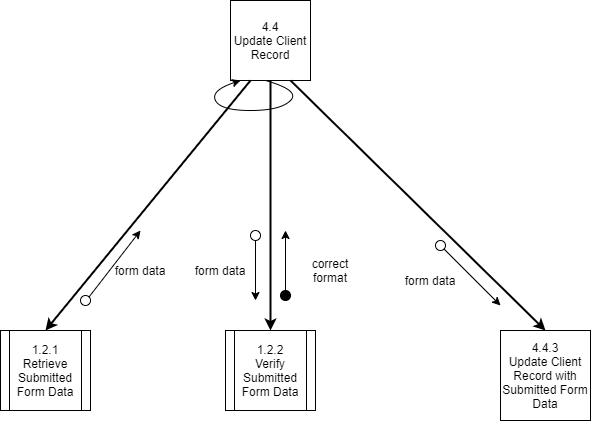 4.4
Update Client
Record
form data
form data
correct
format
form data
1.2.1
Retrieve
Submitted
Form Data
1.2.2
Verify
Submitted
Form Data
4.4.3
Update Client
Record with
Submitted Form
Data